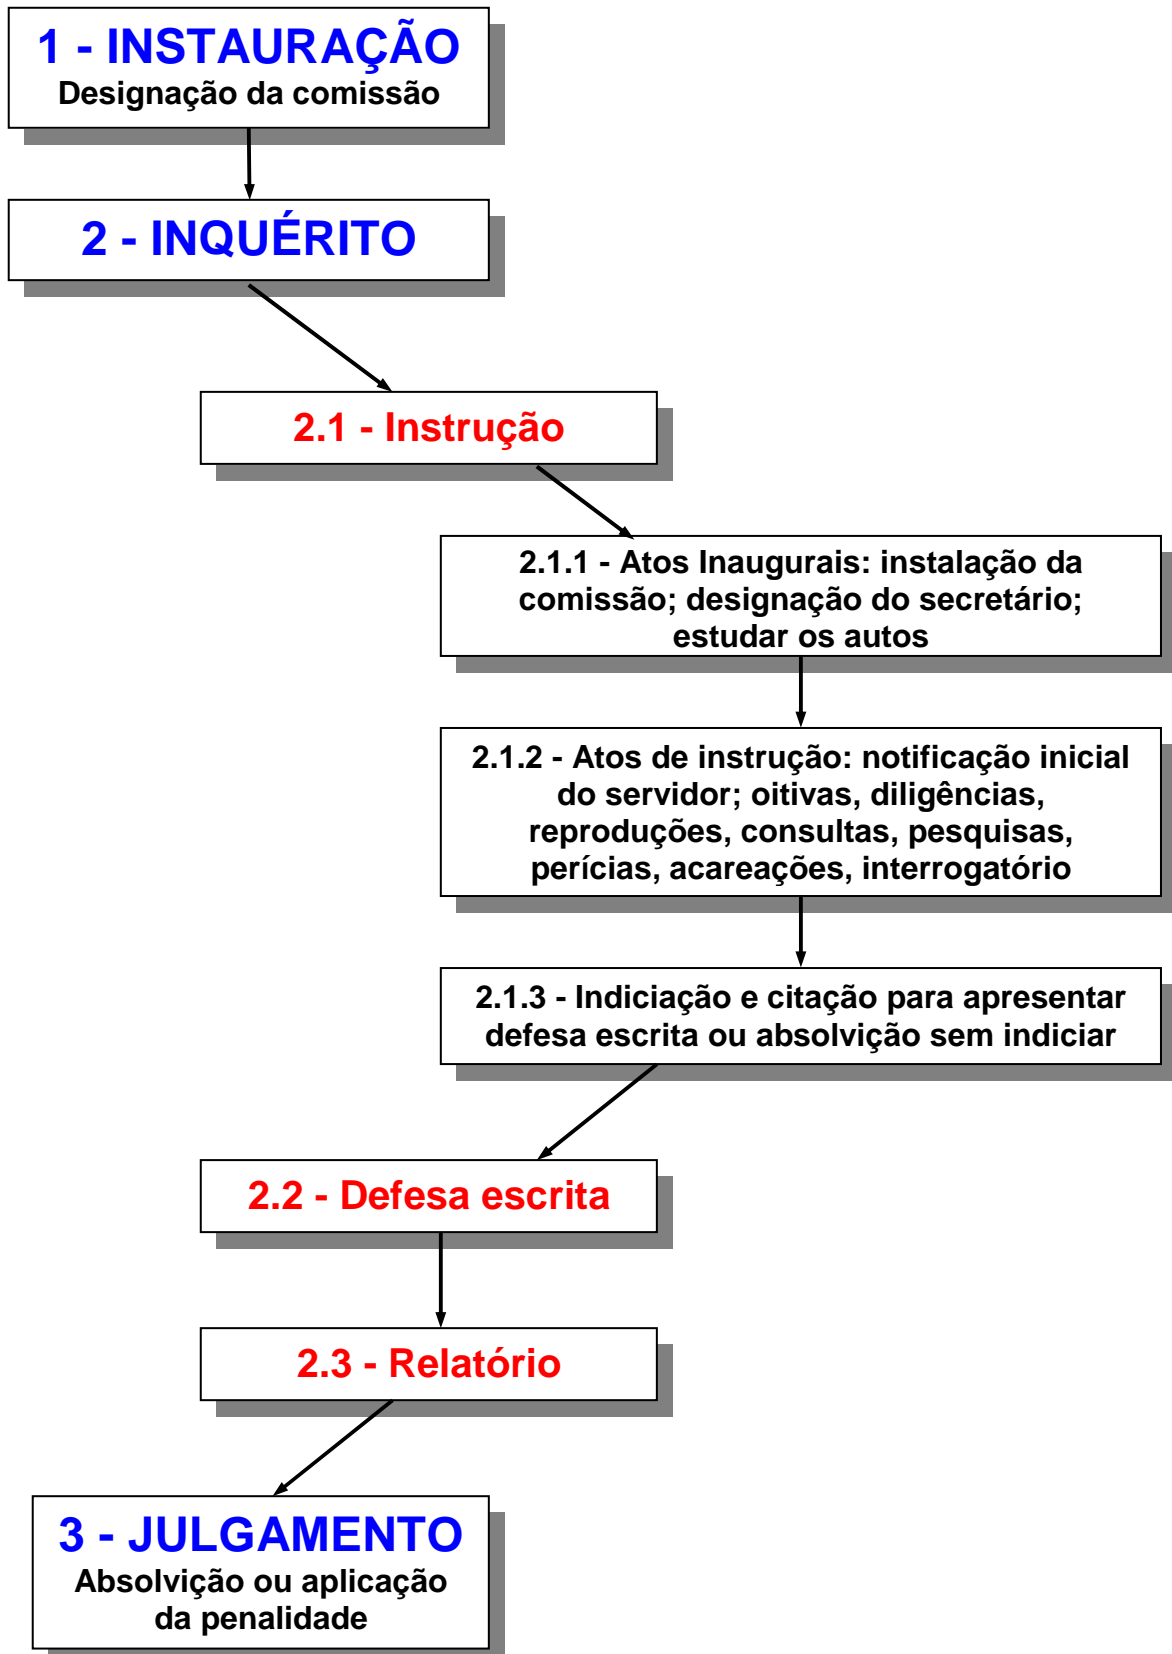 1 - INSTAURAÇÃO
Designação da comissão
2 - INQUÉRITO
2.1 - Instrução
2.1.1 - Atos Inaugurais: instalação da
comissão; designação do secretário;
estudar os autos
2.1.2 - Atos de instrução: notificação inicial
do servidor; oitivas, diligências,
reproduções, consultas, pesquisas,
perícias, acareações, interrogatório
2.1.3 - Indiciação e citação para apresentar
defesa escrita ou absolvição sem indiciar
2.2 - Defesa escrita
2.3 - Relatório
3 - JULGAMENTO
Absolvição ou aplicação
da penalidade